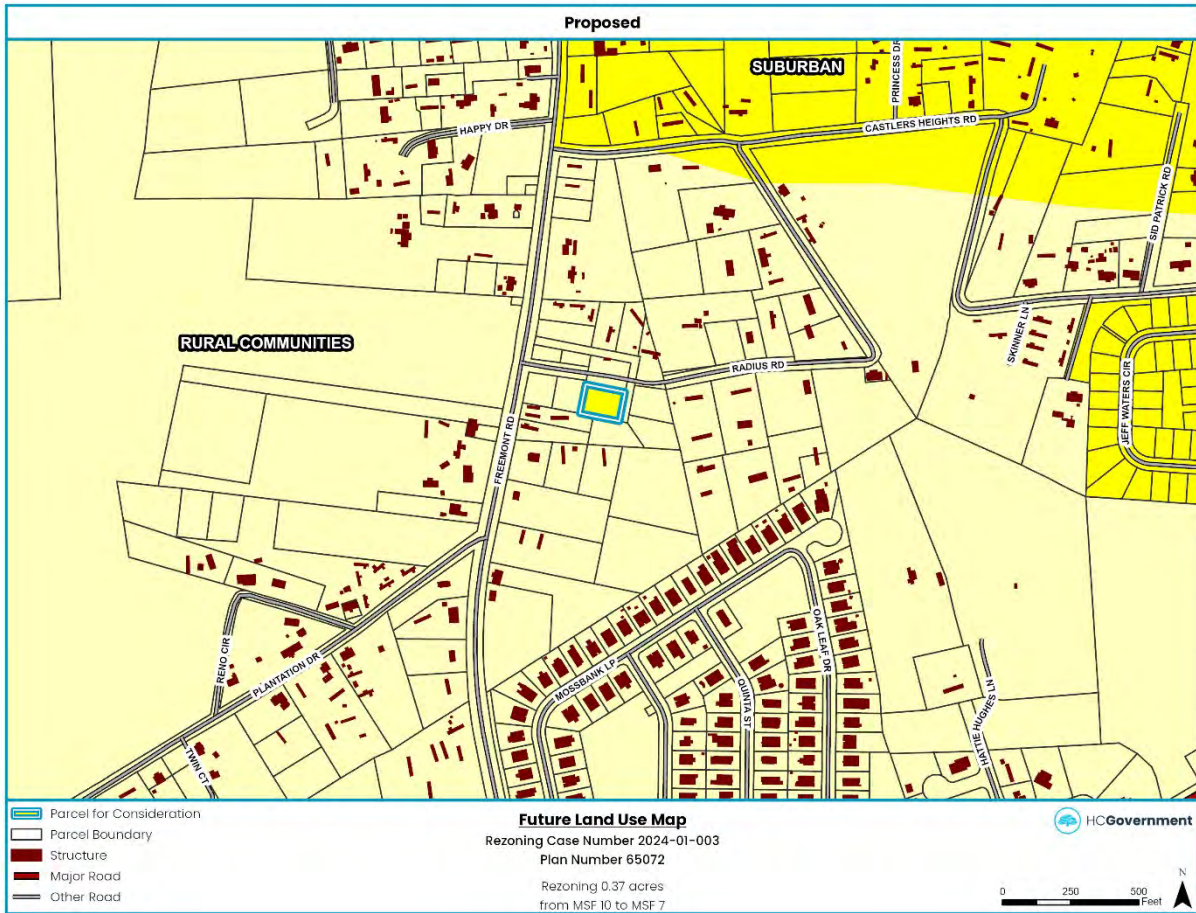 Proposed
SUBURBAN
PRINCESS DR
CASTLERS HEIGHTS RD
HAPPY DR
SID PATRICK RD
RURAL COMMUNITIES
SKINNER LN
RADIUS RD
JEFF WATERS CIR
FREEMONT RD
RENO CIR
PLANTATION DR
MOSSBANK LP
OAK LEAF DR
QUINTA ST
HATTIE HUGHES LN
TWIN CT
Parcel for Consideration
Parcel Boundary
Structure
Major Road
Other Road
Future Land Use Map
Rezoning Case Number 2024-01-003
Plan Number 65072
Rezoning 0.37 acres
from MSF 10 to MSF 7
HCGovernment
N
0 250 500
Feet